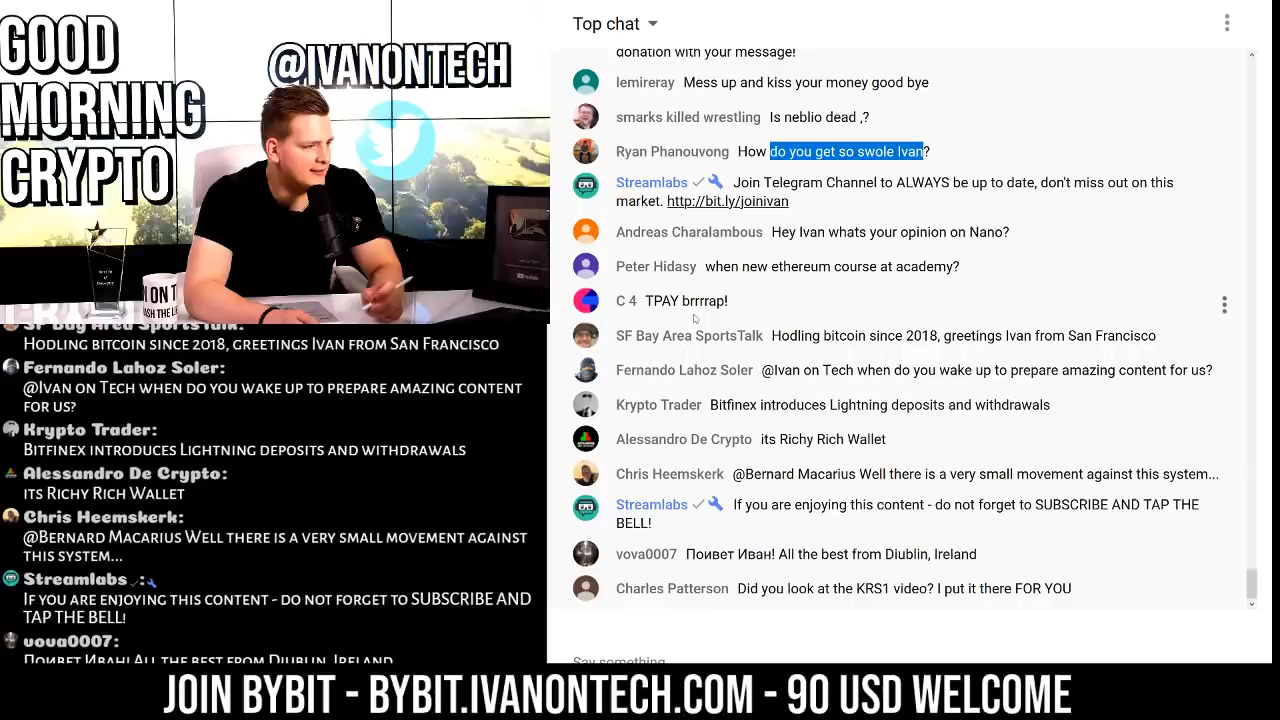 GOOD
MORNING
CRYPTO
@IVANONTECH
SF Bay Area SportsTalk:
Hodling bitcoin since 2018, greetings Ivan from San Francisco
Fernando Lahoz Soler:
@Ivan on Tech when do you wake up to prepare amazing content
for us?
Krypto Trader:
Bitfinex introduces Lightning deposits and withdrawals
Alessandro De Crypto:
its Richy Rich Wallet
Chris Heemskerk:
@Bernard Macarius Well there is a very small movement against
this system...
Streamlabs :
If you are enjoying this content - do not forget to SUBSCRIBE AND
TAP THE BELL!
vova0007:
Поивет Иван! All the best from Diublin, Ireland
Top chat
donation with your message!
lemireray Mess up and kiss your money good bye
smarks killed wrestling Is neblio dead ,?
Ryan Phanouvong How do you get so swole Ivan?
Streamlabs Join Telegram Channel to ALWAYS be up to date, don't miss out on this
market. http://bit.ly/joinivan
Andreas Charalambous Hey Ivan whats your opinion on Nano?
Peter Hidasy when new ethereum course at academy?
C 4 TPAY brrrrap!
SF Bay Area SportsTalk Hodling bitcoin since 2018, greetings Ivan from San Francisco
Fernando Lahoz Soler @Ivan on Tech when do you wake up to prepare amazing content for us?
Krypto Trader Bitfinex introduces Lightning deposits and withdrawals
Alessandro De Crypto its Richy Rich Wallet
Chris Heemskerk @Bernard Macarius Well there is a very small movement against this system...
Streamlabs If you are enjoying this content - do not forget to SUBSCRIBE AND TAP THE
BELL!
vova0007 Поивет Иван! All the best from Diublin, Ireland
Charles Patterson Did you look at the KRS1 video? I put it there FOR YOU
Say something
JOIN BYBIT - BYBIT.IVANONTECH.COM - 90 USD WELCOME